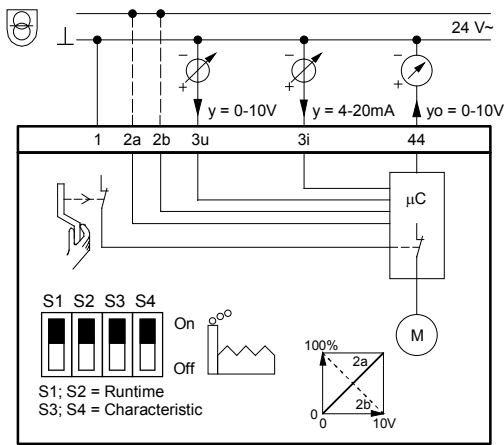 24 V~
− − −
+ + +
y = 0-10V y = 4-20mA yo = 0-10V
1 2a 2b 3u 3i 44
µC
S1 S2 S3 S4
On
Off
M
S1; S2 = Runtime
S3; S4 = Characteristic
100%
2a
2b
0
0 10V